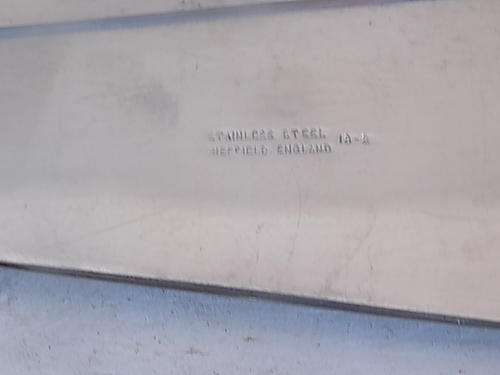 STAINLESS STEEL 18-8
SHEFFIELD ENGLAND